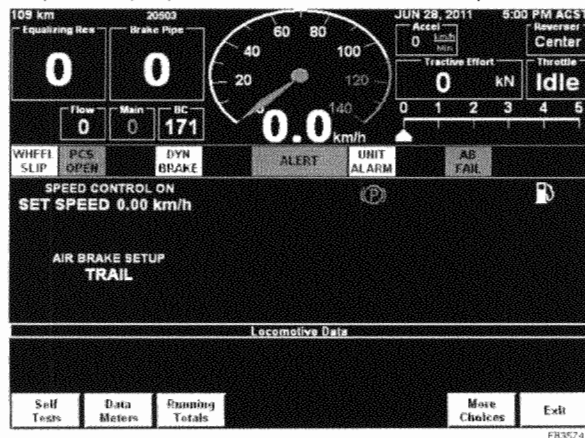 109 km 20503 JUN 28, 2011 5:00 PM ACS
Equalizing Res Brake Pipe Accel Reverser
0 0 0 km/h Min Center
Tractive Effort Throttle
0 kN Idle
Flow Main BC
0 0 171
0 20 40 60 80 100 120 140
0.0 km/h
0 1 2 3 4 5
WHEEL SLIP PCS OPEN DYN BRAKE ALERT UNIT ALARM AB FAIL
SPEED CONTROL ON
SET SPEED 0.00 km/h
(P)
AIR BRAKE SETUP
TRAIL
Locomotive Data
Self Tests Data Meters Running Totals More Choices Exit
FB3574